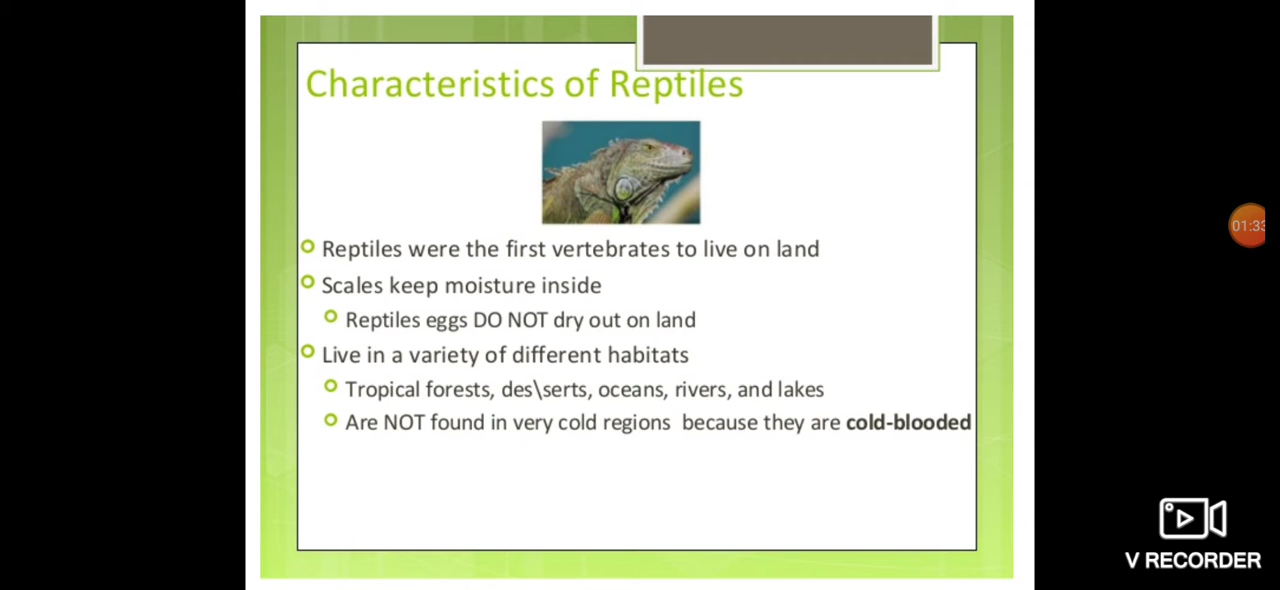 Characteristics of Reptiles
Reptiles were the first vertebrates to live on land
Scales keep moisture inside
Reptiles eggs DO NOT dry out on land
Live in a variety of different habitats
Tropical forests, des\serts, oceans, rivers, and lakes
Are NOT found in very cold regions because they are cold-blooded
01:33
V RECORDER